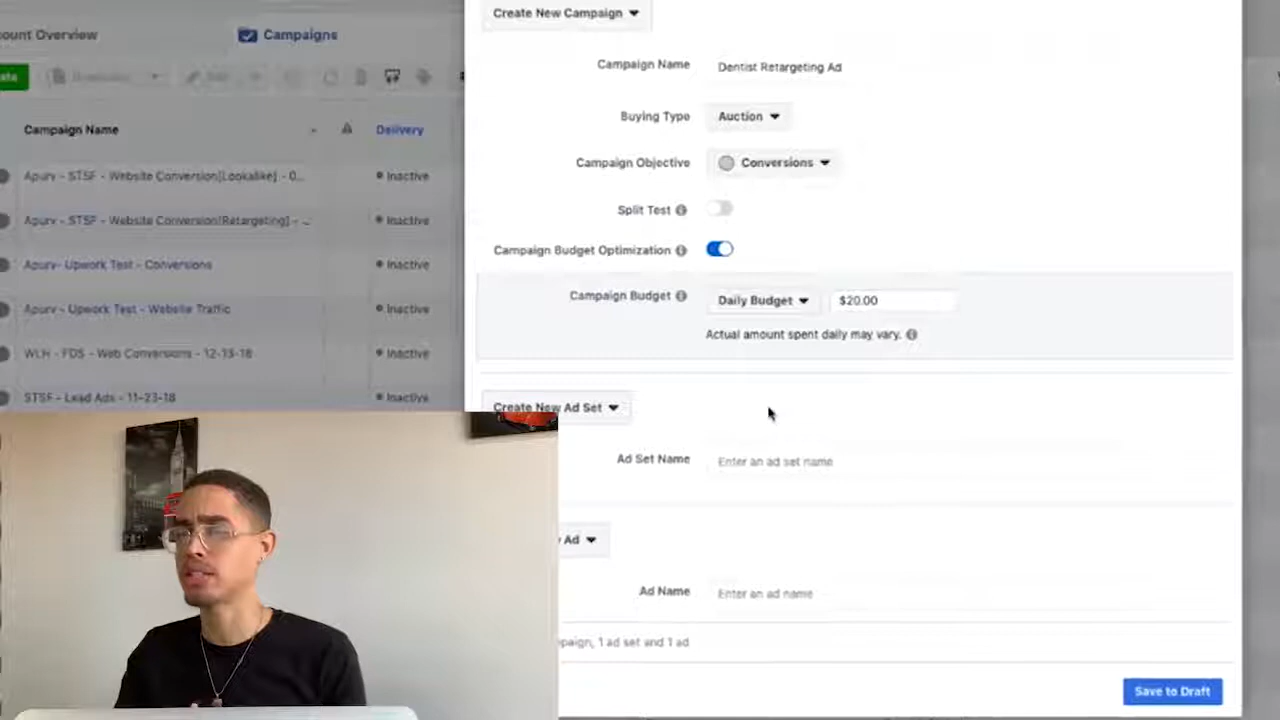 Create New Campaign
ount Overview
Campaigns
Campaign Name
Dentist Retargeting Ad
Buying Type
Auction
Campaign Name
Delivery
Campaign Objective
Conversions
Apurv - STSF - Website Conversion[Lookalike] - 0...
Inactive
Split Test
Apurv - STSF - Website Conversion[Retargeting] - ...
Inactive
Campaign Budget Optimization
Apurv- Upwork Test - Conversions
Inactive
Campaign Budget
Daily Budget
$20.00
Apurv - Upwork Test - Website Traffic
Inactive
Actual amount spent daily may vary.
WLH - FDS - Web Conversions - 12-13-18
Inactive
STSF - Lead Ads - 11-23-18
Inactive
Create New Ad Set
Ad Set Name
Enter an ad set name
Ad
Ad Name
Enter an ad name
paign, 1 ad set and 1 ad
Save to Draft